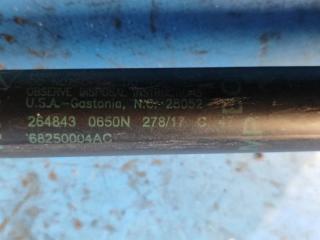 OBSERVE DISPOSAL INSTRUCTIONS
U.S.A.-Gastonia, N.C. 28052
264843 0650N 278/17 C
68250004AC